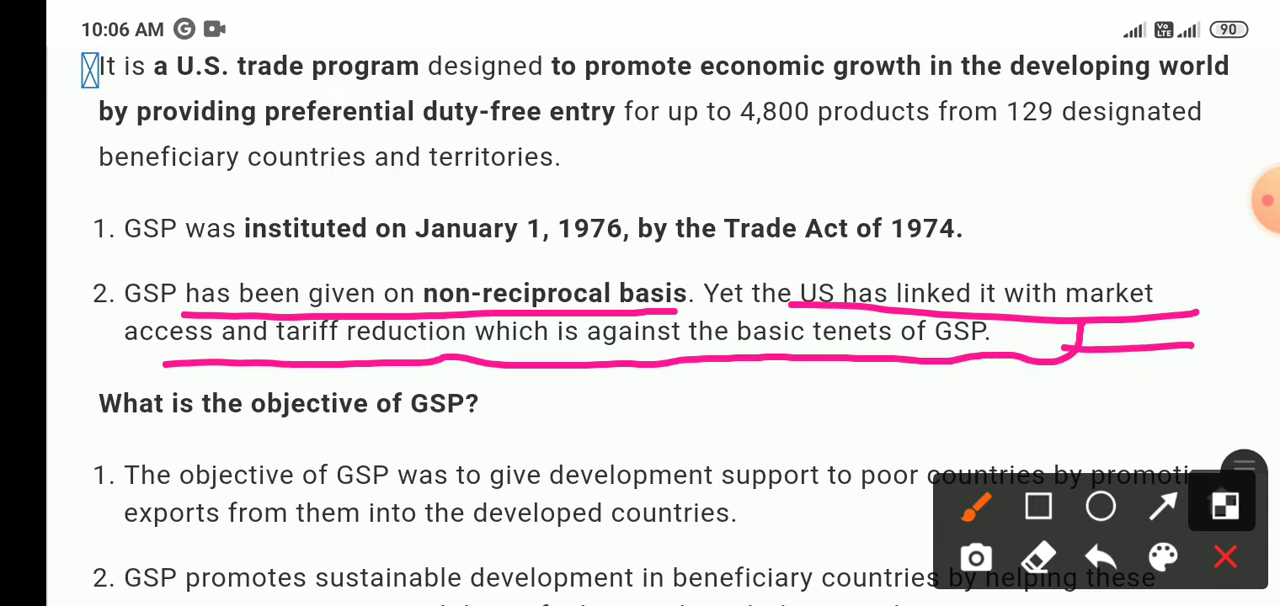 10:06 AM
Vo
LTE
90
It is a U.S. trade program designed to promote economic growth in the developing world
by providing preferential duty-free entry for up to 4,800 products from 129 designated
beneficiary countries and territories.
1. GSP was instituted on January 1, 1976, by the Trade Act of 1974.
2. GSP has been given on non-reciprocal basis. Yet the US has linked it with market
access and tariff reduction which is against the basic tenets of GSP.
What is the objective of GSP?
1. The objective of GSP was to give development support to poor countries by promoti
exports from them into the developed countries.
2. GSP promotes sustainable development in beneficiary countries by helping these